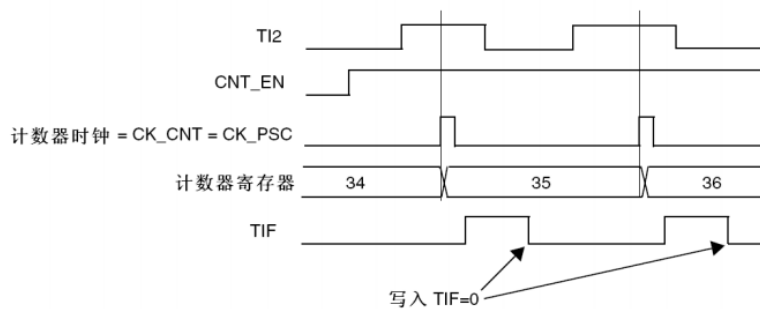 TI2
CNT_EN
计数器时钟 = CK_CNT = CK_PSC
计数器寄存器 34 35 36
TIF
写入 TIF=0